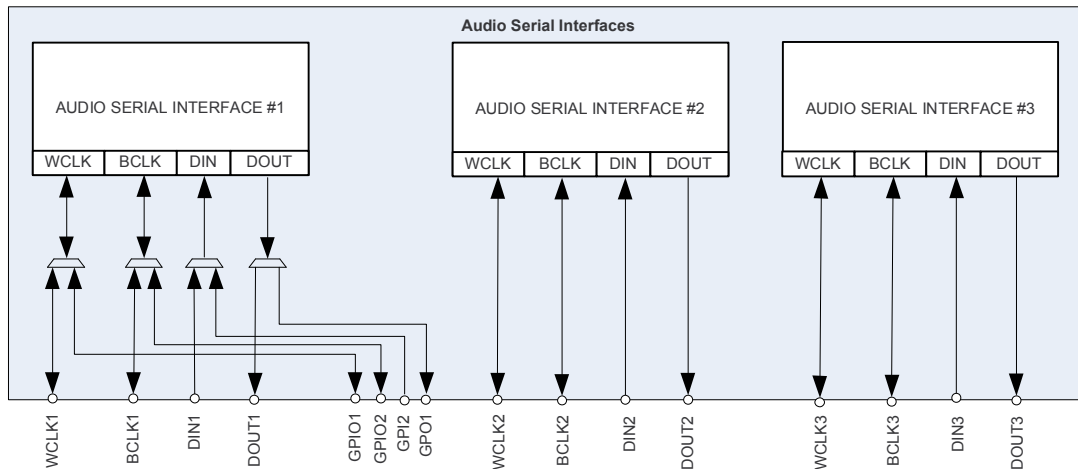 Audio Serial Interfaces
AUDIO SERIAL INTERFACE #1
WCLK BCLK DIN DOUT
AUDIO SERIAL INTERFACE #2
WCLK BCLK DIN DOUT
AUDIO SERIAL INTERFACE #3
WCLK BCLK DIN DOUT
WCLK1
BCLK1
DIN1
DOUT1
GPIO1
GPIO2
GPI2
GPO1
WCLK2
BCLK2
DIN2
DOUT2
WCLK3
BCLK3
DIN3
DOUT3